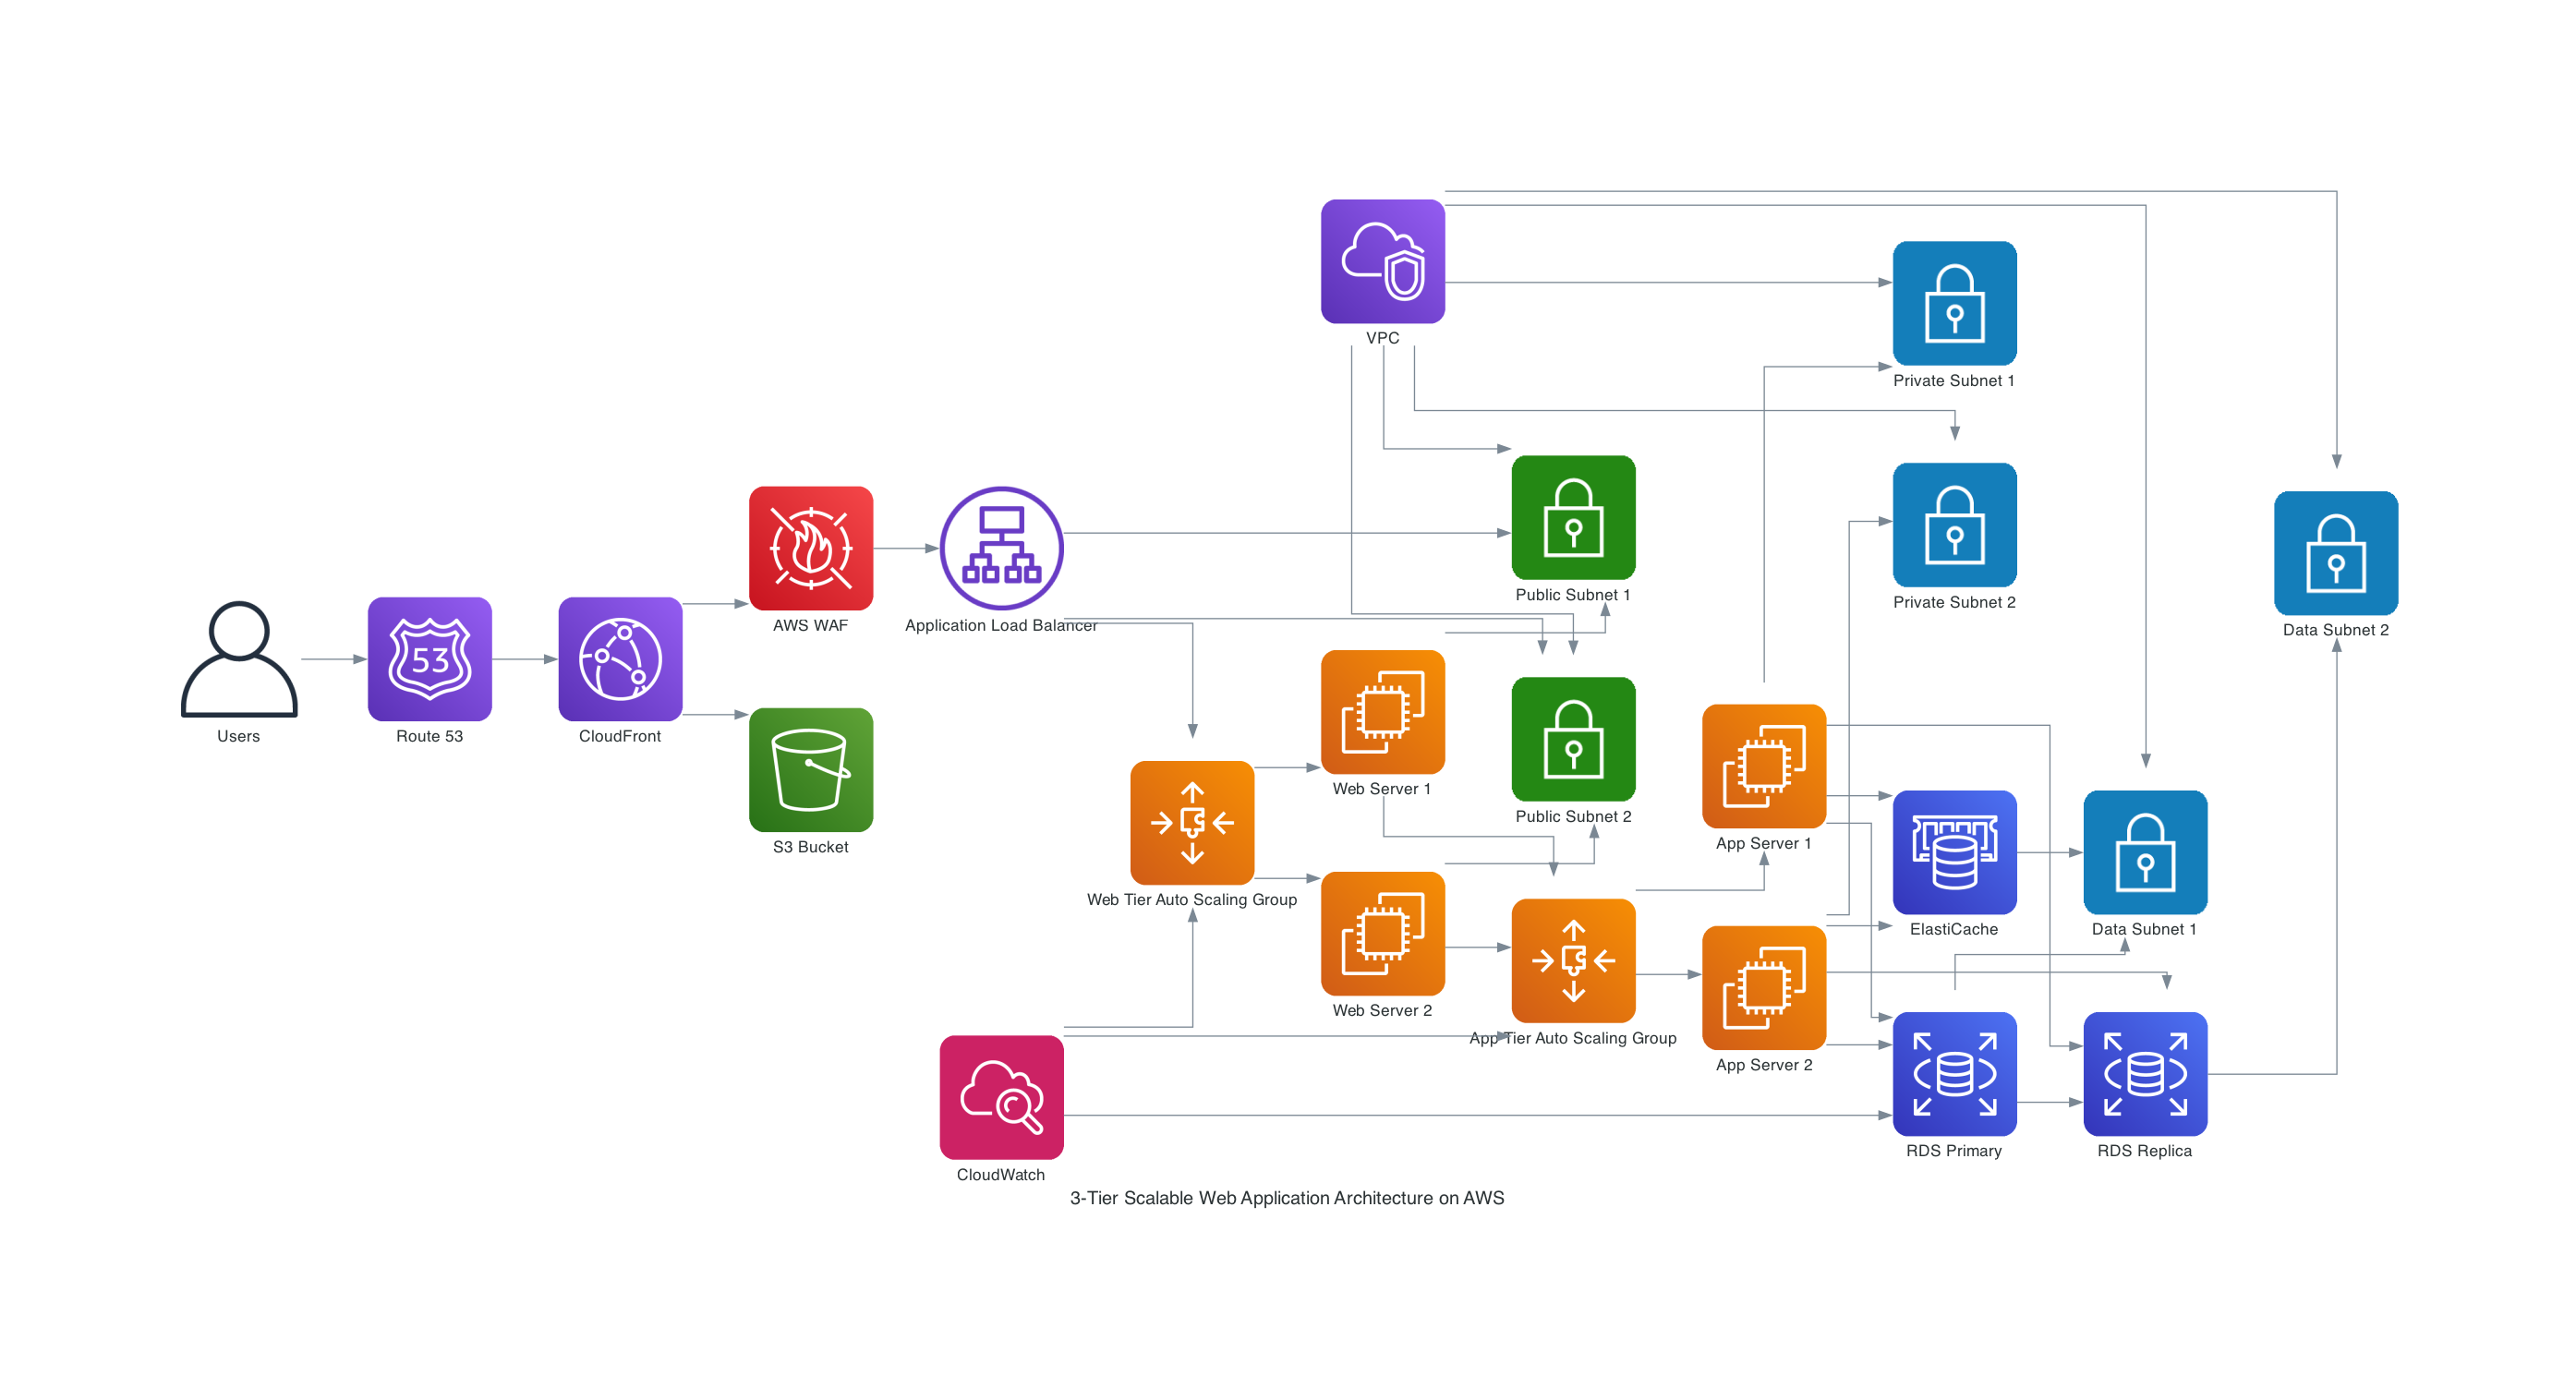 VPC
Private Subnet 1
Public Subnet 1
Private Subnet 2
Data Subnet 2
AWS WAF
Application Load Balancer
53
Users
Route 53
CloudFront
S3 Bucket
Web Server 1
Public Subnet 2
App Server 1
Web Tier Auto Scaling Group
ElastiCache
Data Subnet 1
Web Server 2
App Tier Auto Scaling Group
App Server 2
CloudWatch
RDS Primary
RDS Replica
3-Tier Scalable Web Application Architecture on AWS